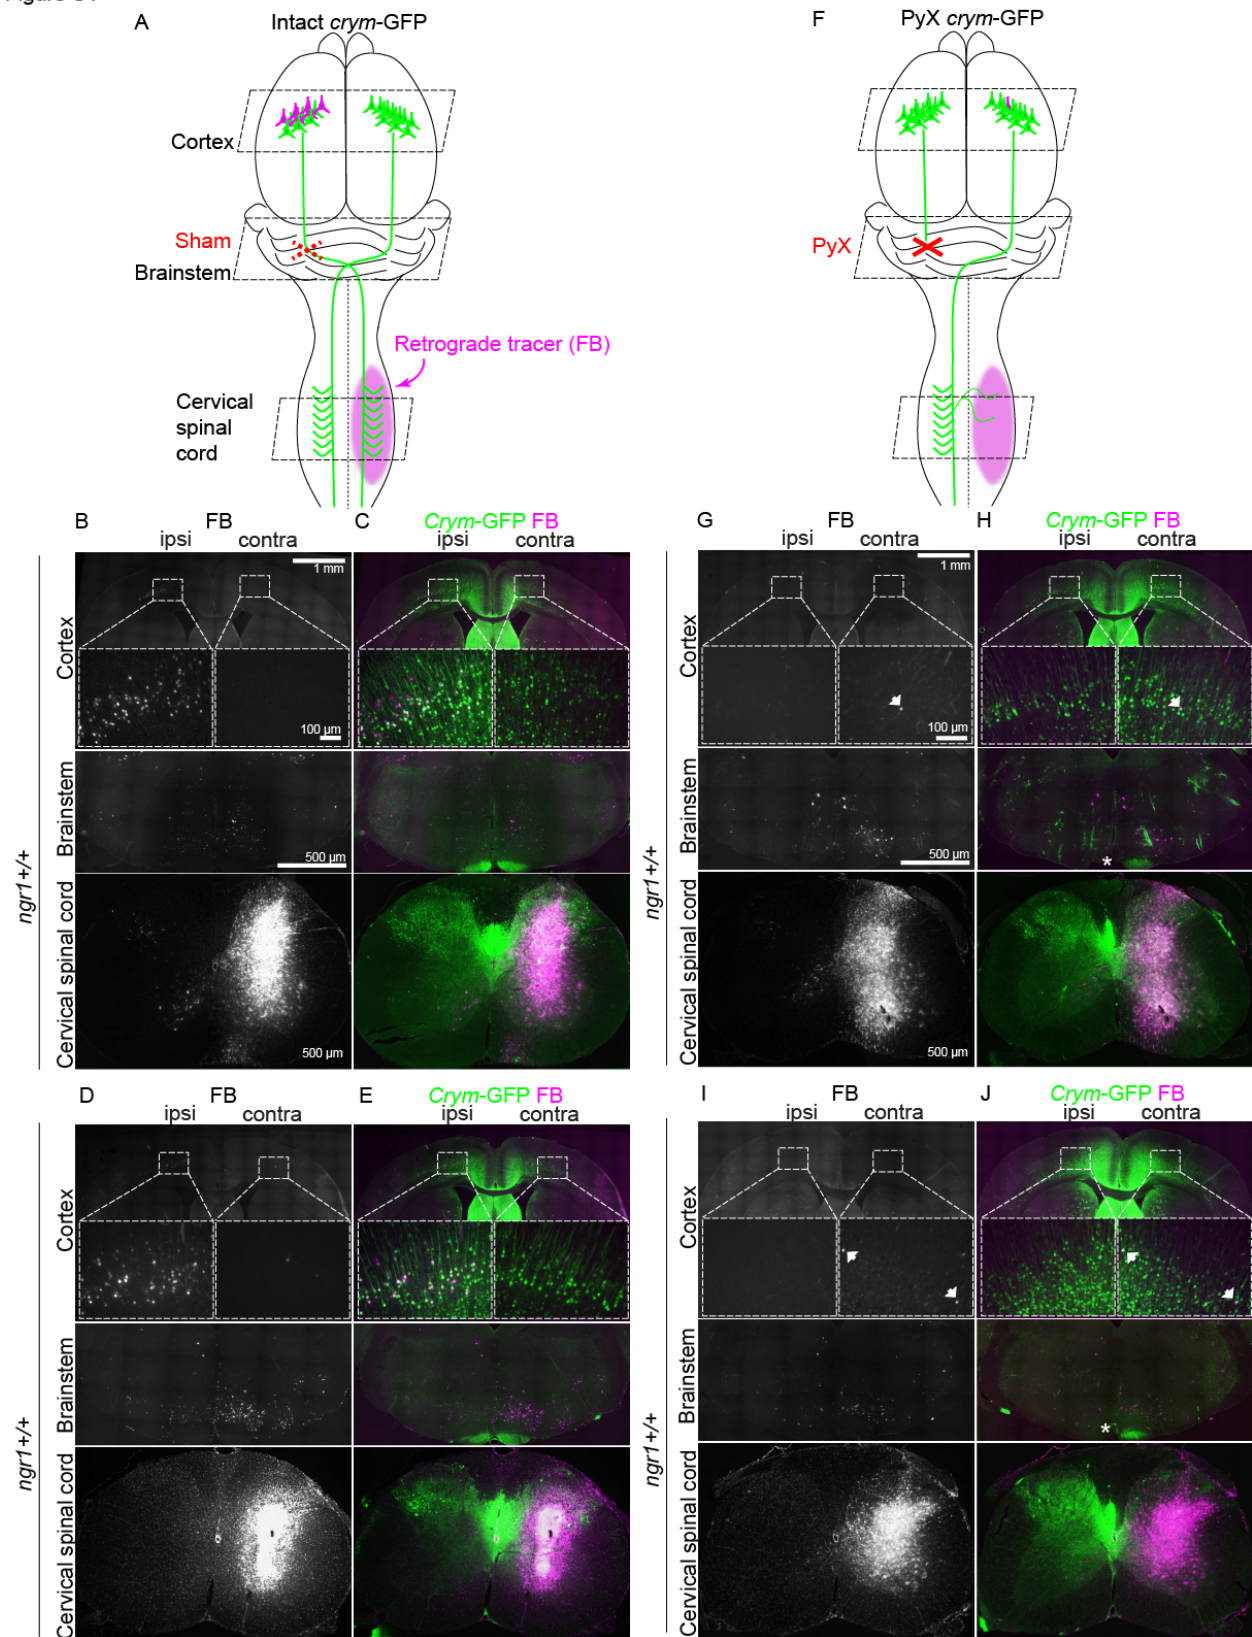 A
Intact crym-GFP
Cortex
Sham
Brainstem
Retrograde tracer (FB)
Cervical
spinal
cord
F
PyX crym-GFP
PyX
B
FB
ipsi
contra
C
Crym-GFP FB
ipsi
contra
1 mm
Cortex
100 µm
Brainstem
500 µm
Cervical spinal cord
500 µm
ngr1+/+
G
FB
ipsi
contra
H
Crym-GFP FB
ipsi
contra
1 mm
Cortex
100 µm
Brainstem
500 µm
*
Cervical spinal cord
500 µm
ngr1+/+
D
FB
ipsi
contra
E
Crym-GFP FB
ipsi
contra
Cortex
Brainstem
Cervical spinal cord
ngr1+/+
I
FB
ipsi
contra
J
Crym-GFP FB
ipsi
contra
Cortex
Brainstem
*
Cervical spinal cord
ngr1+/+